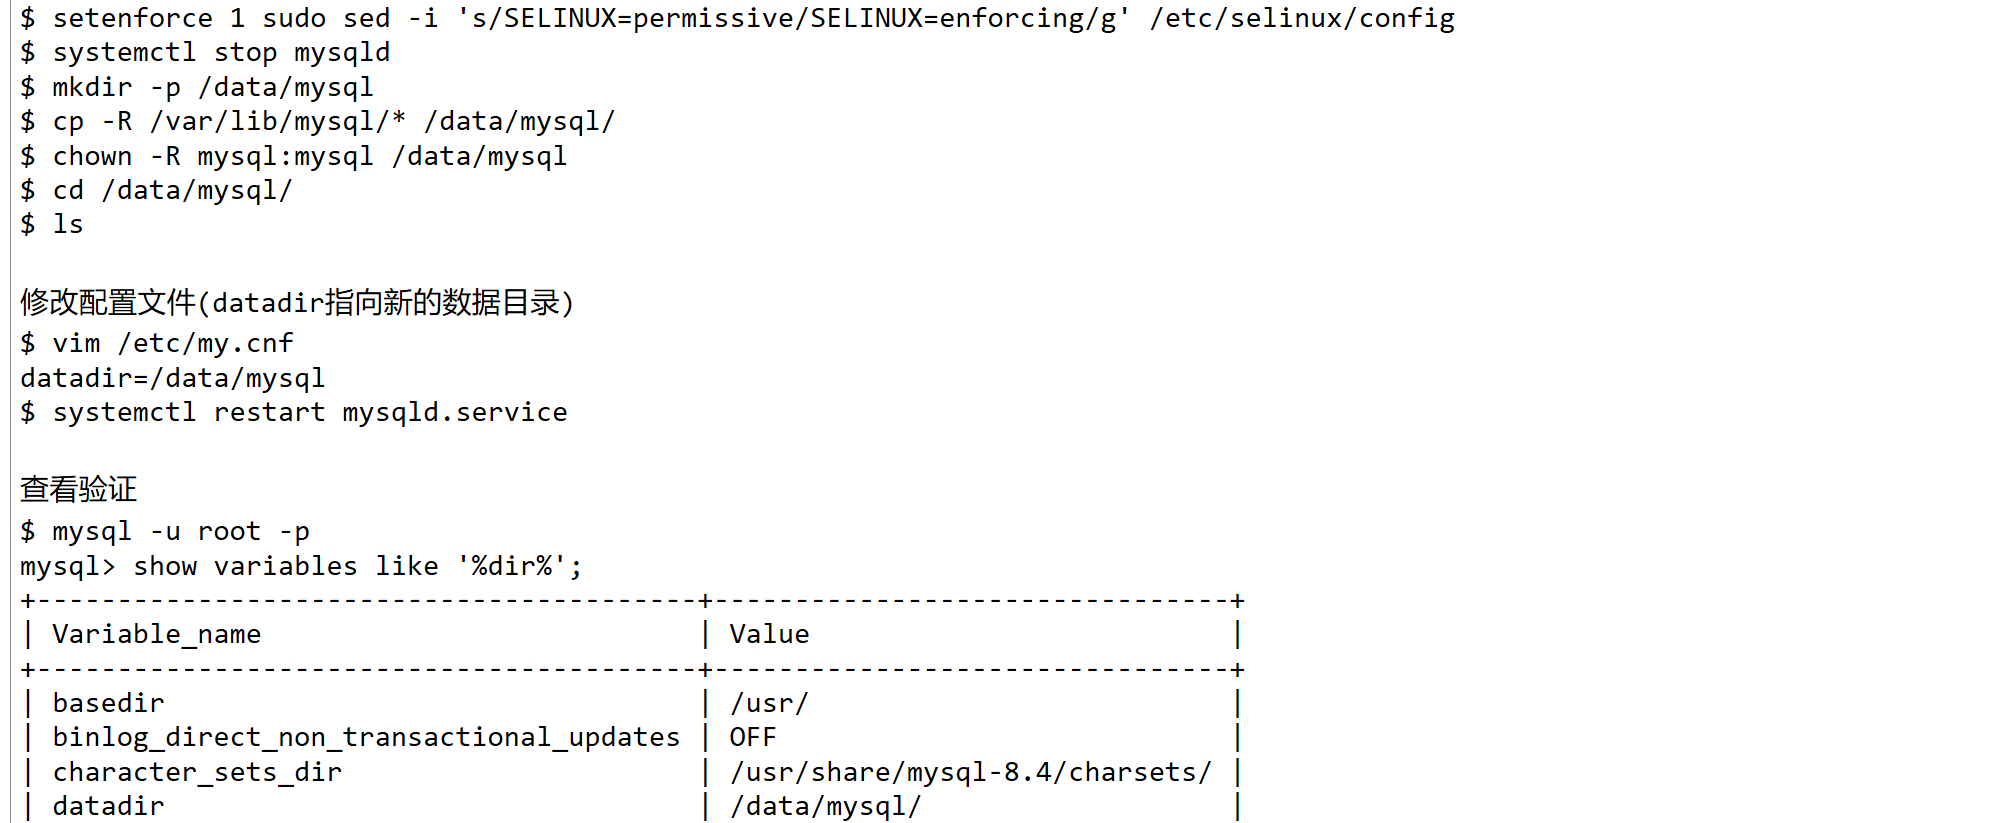 $ setenforce 1 sudo sed -i 's/SELINUX=permissive/SELINUX=enforcing/g' /etc/selinux/config
$ systemctl stop mysqld
$ mkdir -p /data/mysql
$ cp -R /var/lib/mysql/* /data/mysql/
$ chown -R mysql:mysql /data/mysql
$ cd /data/mysql/
$ ls

修改配置文件(datadir指向新的数据目录)
$ vim /etc/my.cnf
datadir=/data/mysql
$ systemctl restart mysqld.service

查看验证
$ mysql -u root -p
mysql> show variables like '%dir%';
+-----------------------------------------+--------------------------------+
| Variable_name                           | Value                          |
+-----------------------------------------+--------------------------------+
| basedir                                 | /usr/                          |
| binlog_direct_non_transactional_updates | OFF                            |
| character_sets_dir                      | /usr/share/mysql-8.4/charsets/ |
| datadir                                 | /data/mysql/                   |